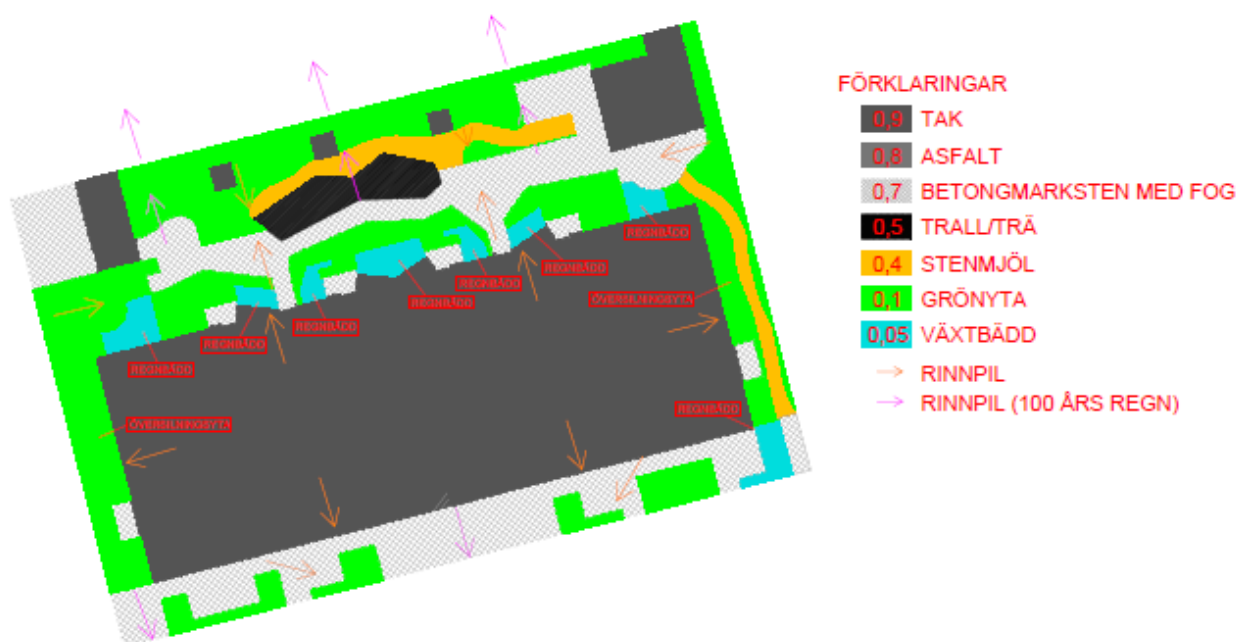 FÖRKLARINGAR
0,9 TAK
0,8 ASFALT
0,7 BETONGMARKSTEN MED FOG
0,5 TRALL/TRÄ
0,4 STENMJÖL
0,1 GRÖNYTA
0,05 VÄXTBÄDD
RINNPIL
RINNPIL (100 ÅRS REGN)
REGNBÄDD
REGNBÄDD
REGNBÄDD
ÖVERSILNINGSYTA
REGNBÄDD
REGNBÄDD
REGNBÄDD
REGNBÄDD
REGNBÄDD
ÖVERSILNINGSYTA